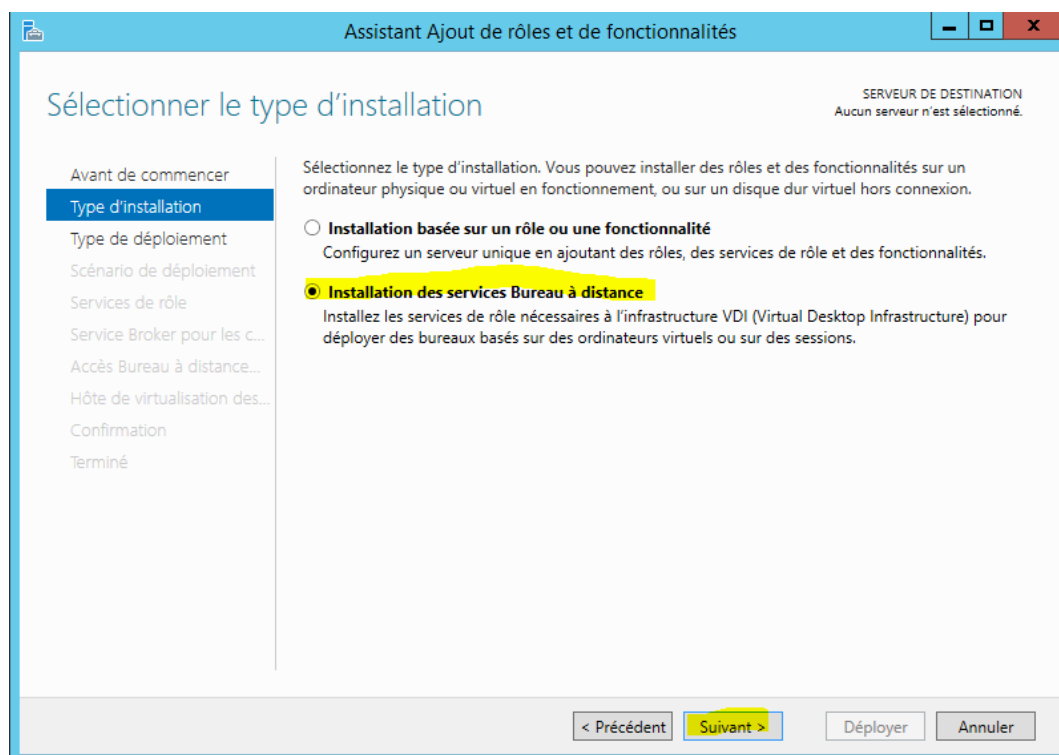 Assistant Ajout de rôles et de fonctionnalités
Sélectionner le type d'installation
SERVEUR DE DESTINATION
Aucun serveur n'est sélectionné.
Avant de commencer
Type d'installation
Type de déploiement
Scénario de déploiement
Services de rôle
Service Broker pour les c...
Accès Bureau à distance...
Hôte de virtualisation des...
Confirmation
Terminé
Sélectionnez le type d'installation. Vous pouvez installer des rôles et des fonctionnalités sur un
ordinateur physique ou virtuel en fonctionnement, ou sur un disque dur virtuel hors connexion.
Installation basée sur un rôle ou une fonctionnalité
Configurez un serveur unique en ajoutant des rôles, des services de rôle et des fonctionnalités.
Installation des services Bureau à distance
Installez les services de rôle nécessaires à l'infrastructure VDI (Virtual Desktop Infrastructure) pour
déployer des bureaux basés sur des ordinateurs virtuels ou sur des sessions.
< Précédent
Suivant >
Déployer
Annuler